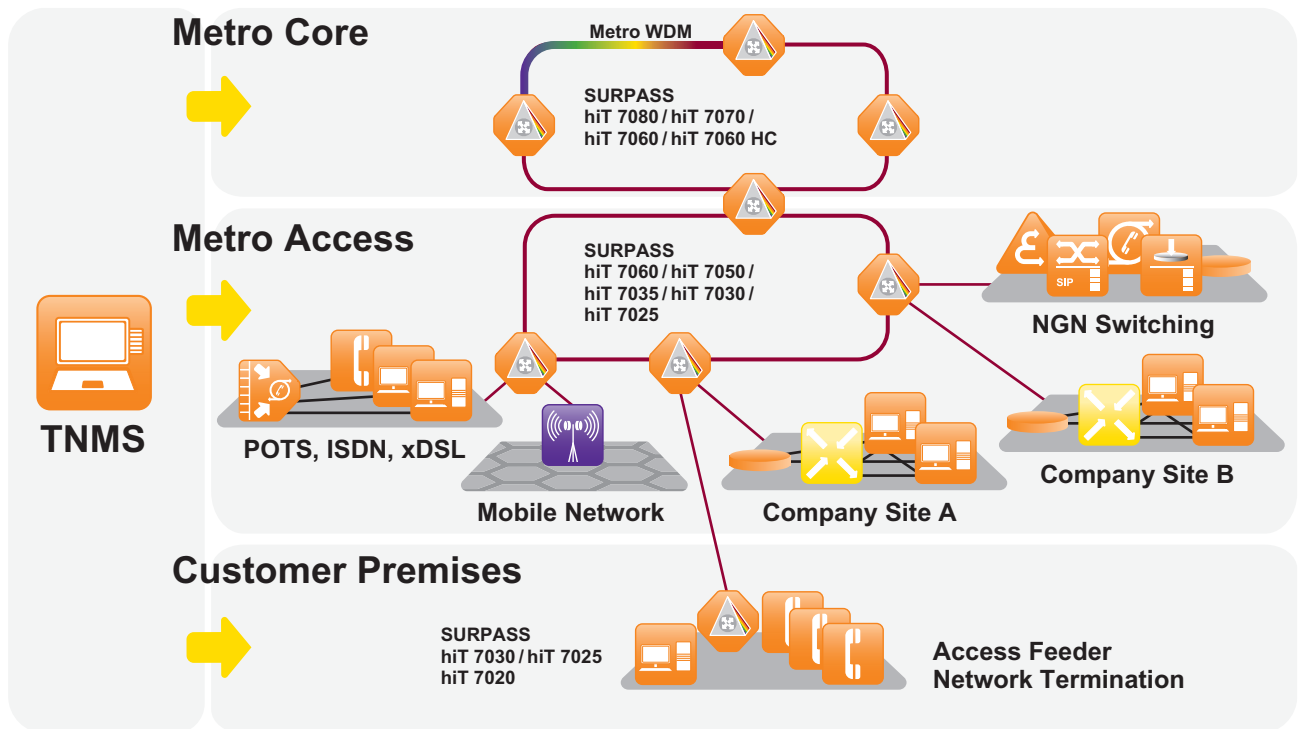 Metro Core
Metro WDM
SURPASS
hiT 7080 / hiT 7070 /
hiT 7060 / hiT 7060 HC
Metro Access
SURPASS
hiT 7060 / hiT 7050 /
hiT 7035 / hiT 7030 /
hiT 7025
SIP
NGN Switching
TNMS
POTS, ISDN, xDSL
Mobile Network
Company Site A
Company Site B
Customer Premises
SURPASS
hiT 7030 / hiT 7025
hiT 7020
Access Feeder
Network Termination